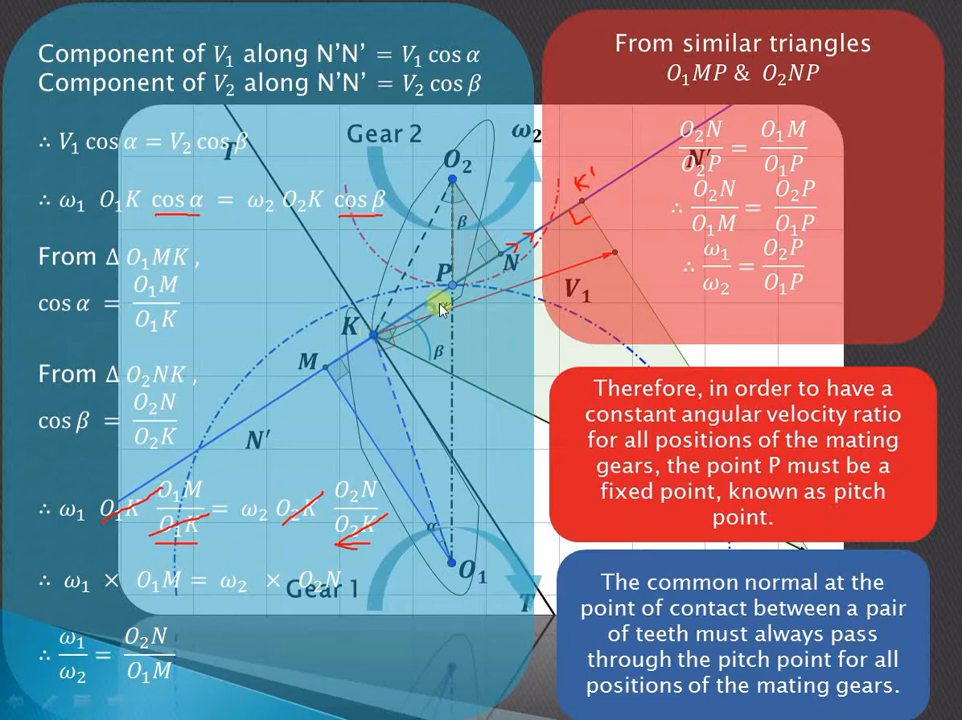 Component of V₁ along N’N’ = V₁ cos α
Component of V₂ along N’N’ = V₂ cos β
∴ V₁ cos α = V₂ cos β
∴ ω₁ O₁K cos α = ω₂ O₂K cos β
From Δ O₁MK ,
cos α = O₁M / O₁K
From Δ O₂NK ,
cos β = O₂N / O₂K
∴ ω₁ O₁K O₁M / O₁K = ω₂ O₂K O₂N / O₂K
∴ ω₁ × O₁M = ω₂ × O₂N
∴ ω₁ / ω₂ = O₂N / O₁M
Gear 2
ω₂
O₂
T
N'
K'
β
N
P
V₁
K
β
M
N'
α
O₁
Gear 1
T
From similar triangles
O₁MP & O₂NP
O₂N / O₂P = O₁M / O₁P
∴ O₂N / O₁M = O₂P / O₁P
∴ ω₁ / ω₂ = O₂P / O₁P
Therefore, in order to have a
constant angular velocity ratio
for all positions of the mating
gears, the point P must be a
fixed point, known as pitch
point.
The common normal at the
point of contact between a pair
of teeth must always pass
through the pitch point for all
positions of the mating gears.